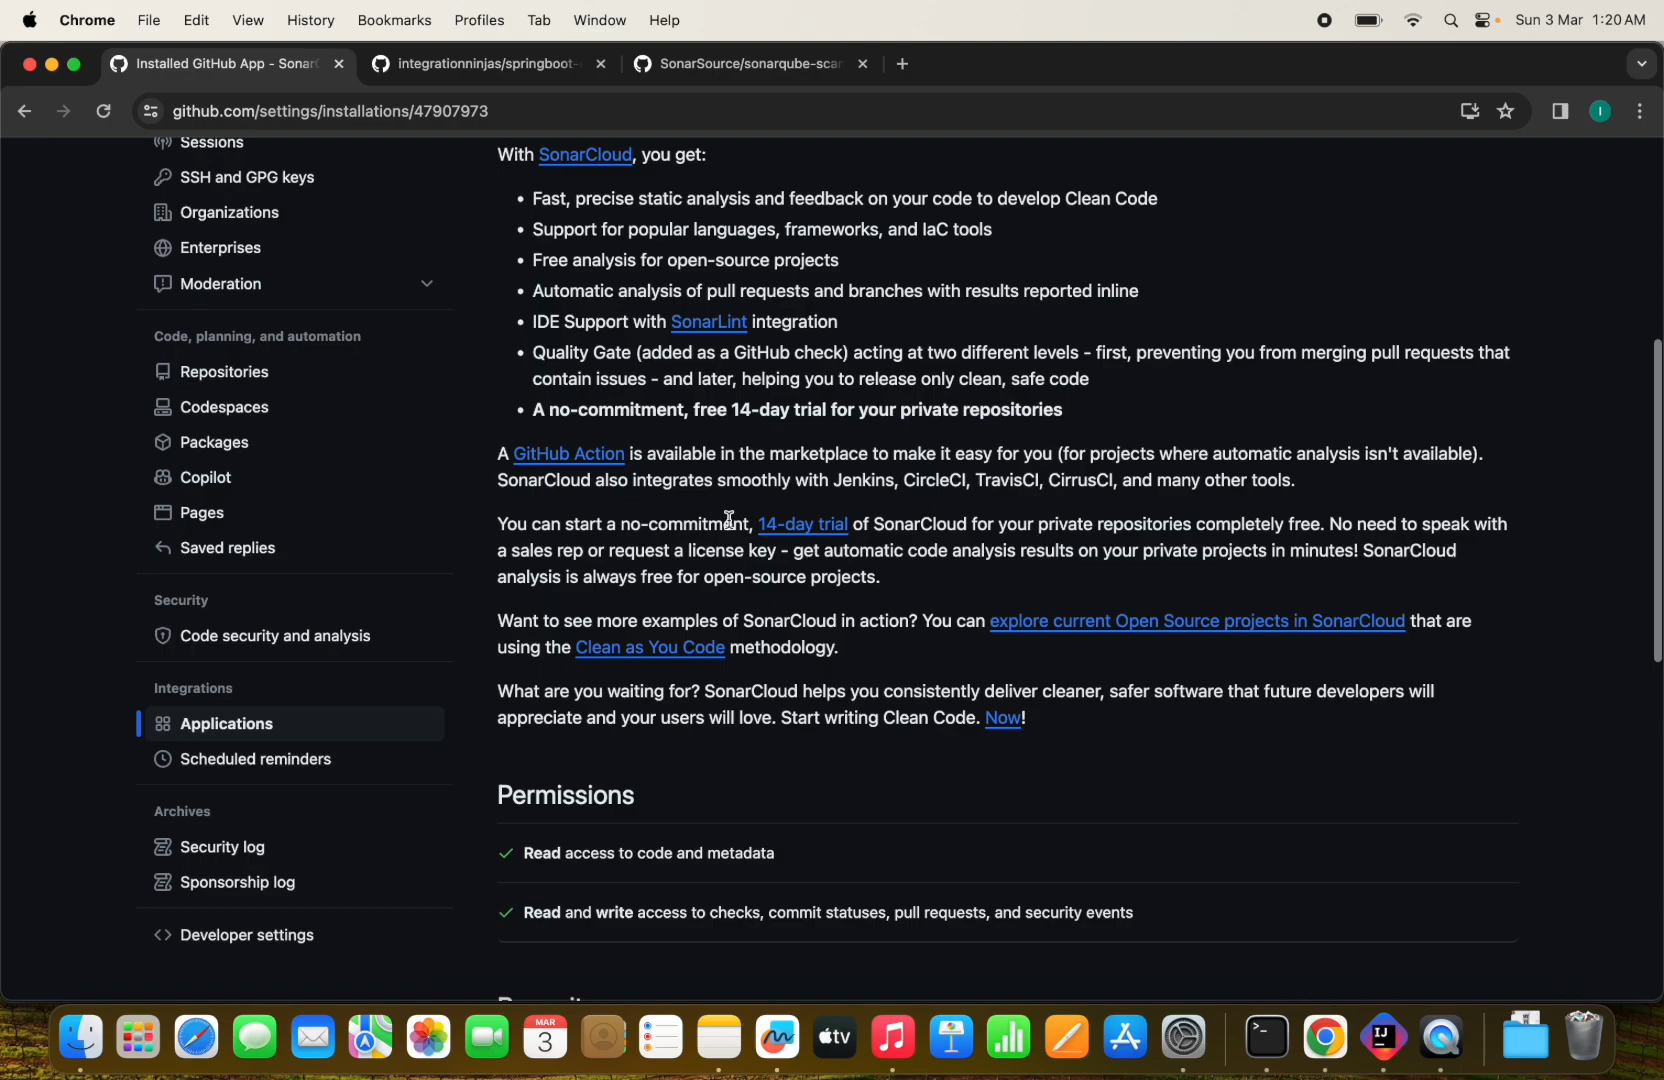 Chrome File Edit View History Bookmarks Profiles Tab Window Help Sun 3 Mar 1:20 AM
Installed GitHub App - Sonar integrationninjas/springboot- SonarSource/sonarqube-scan
github.com/settings/installations/47907973 I
Sessions
SSH and GPG keys
Organizations
Enterprises
Moderation
Code, planning, and automation
Repositories
Codespaces
Packages
Copilot
Pages
Saved replies
Security
Code security and analysis
Integrations
Applications
Scheduled reminders
Archives
Security log
Sponsorship log
Developer settings
With SonarCloud, you get:
• Fast, precise static analysis and feedback on your code to develop Clean Code
• Support for popular languages, frameworks, and IaC tools
• Free analysis for open-source projects
• Automatic analysis of pull requests and branches with results reported inline
• IDE Support with SonarLint integration
• Quality Gate (added as a GitHub check) acting at two different levels - first, preventing you from merging pull requests that
contain issues - and later, helping you to release only clean, safe code
• A no-commitment, free 14-day trial for your private repositories
A GitHub Action is available in the marketplace to make it easy for you (for projects where automatic analysis isn't available).
SonarCloud also integrates smoothly with Jenkins, CircleCI, TravisCI, CirrusCI, and many other tools.
You can start a no-commitment, 14-day trial of SonarCloud for your private repositories completely free. No need to speak with
a sales rep or request a license key - get automatic code analysis results on your private projects in minutes! SonarCloud
analysis is always free for open-source projects.
Want to see more examples of SonarCloud in action? You can explore current Open Source projects in SonarCloud that are
using the Clean as You Code methodology.
What are you waiting for? SonarCloud helps you consistently deliver cleaner, safer software that future developers will
appreciate and your users will love. Start writing Clean Code. Now!
Permissions
Read access to code and metadata
Read and write access to checks, commit statuses, pull requests, and security events
MAR
3
tv
IJ